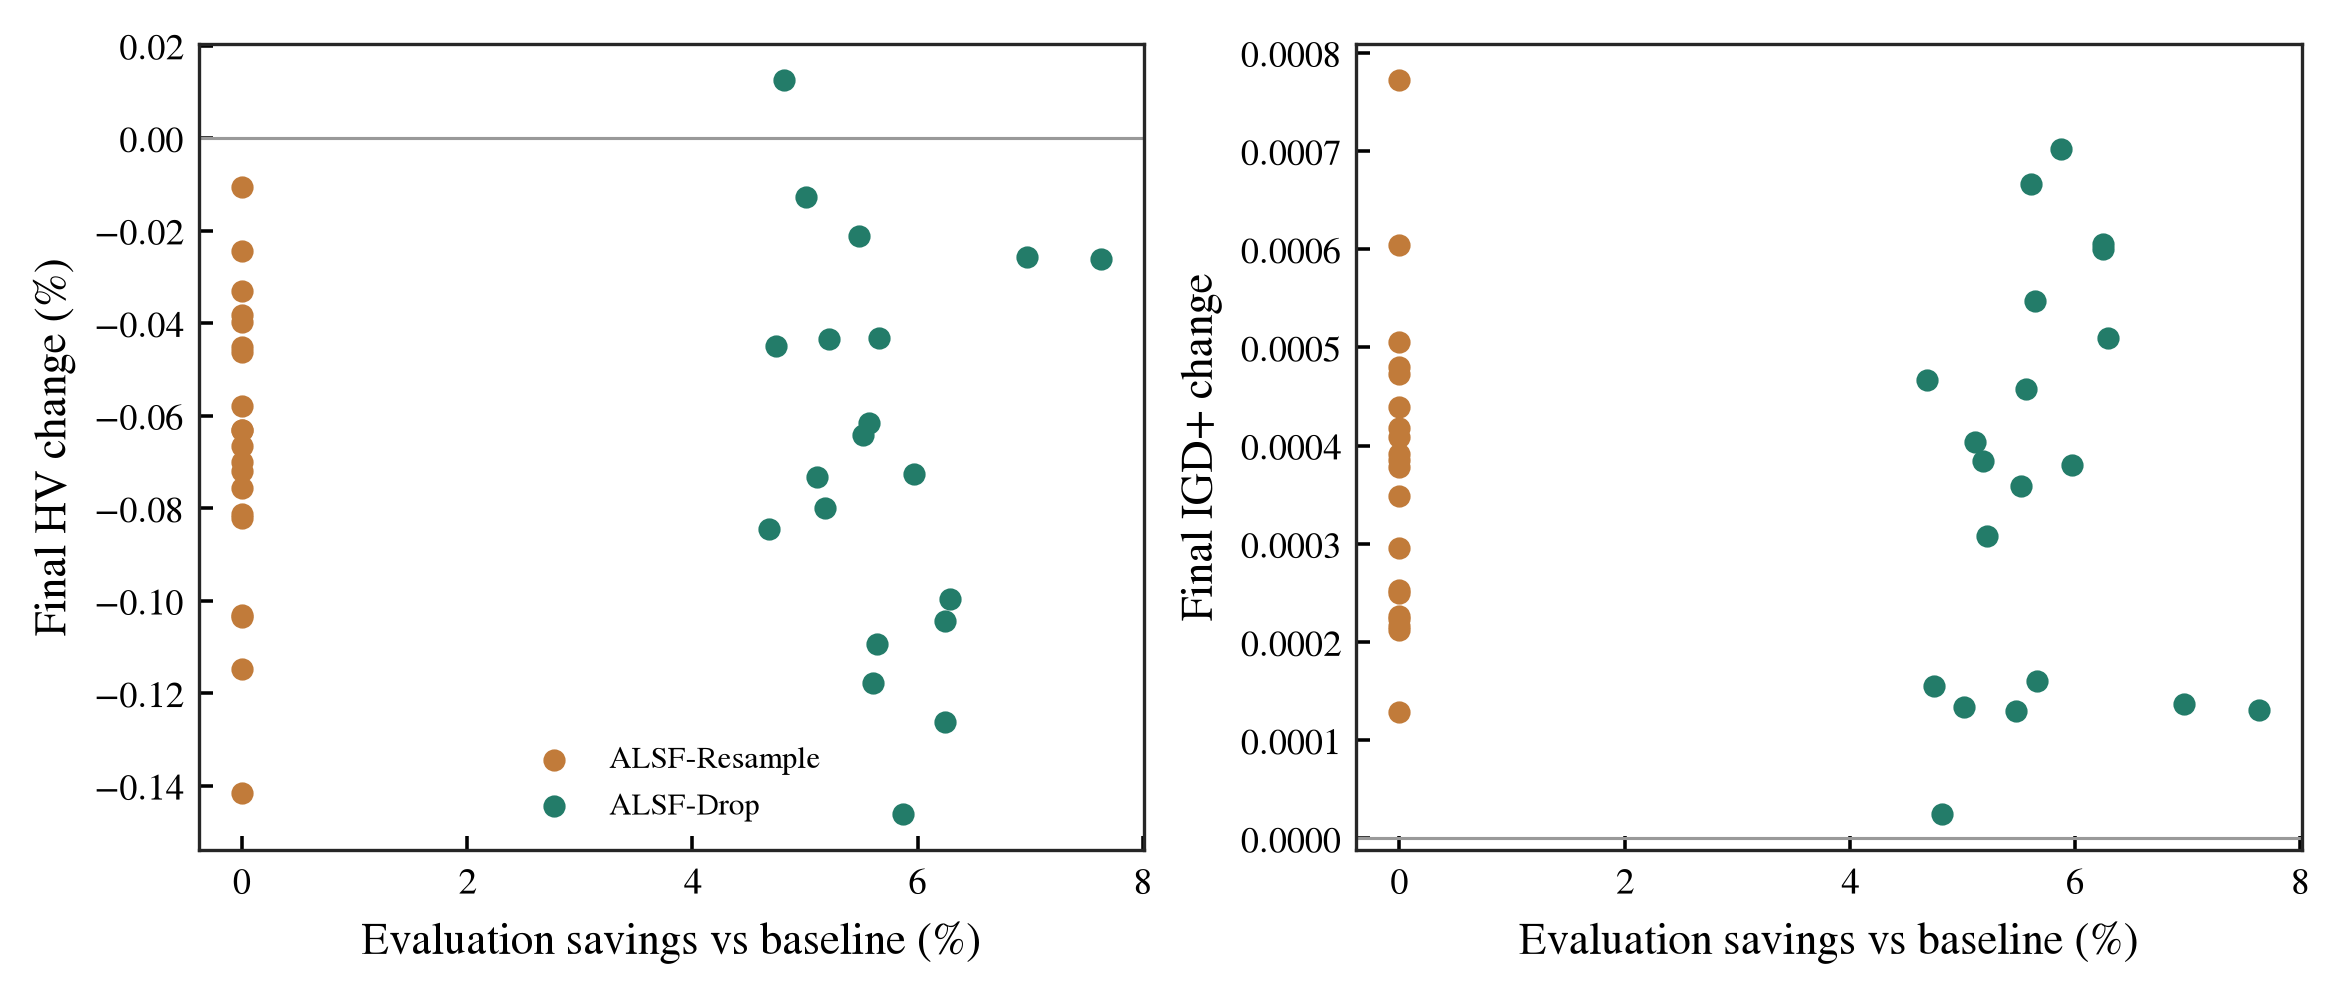 0.02
0.00
−0.02
−0.04
−0.06
−0.08
−0.10
−0.12
−0.14
Final HV change (%)
ALSF-Resample
ALSF-Drop
0 2 4 6 8
Evaluation savings vs baseline (%)
0.0008
0.0007
0.0006
0.0005
0.0004
0.0003
0.0002
0.0001
0.0000
Final IGD+ change
0 2 4 6 8
Evaluation savings vs baseline (%)